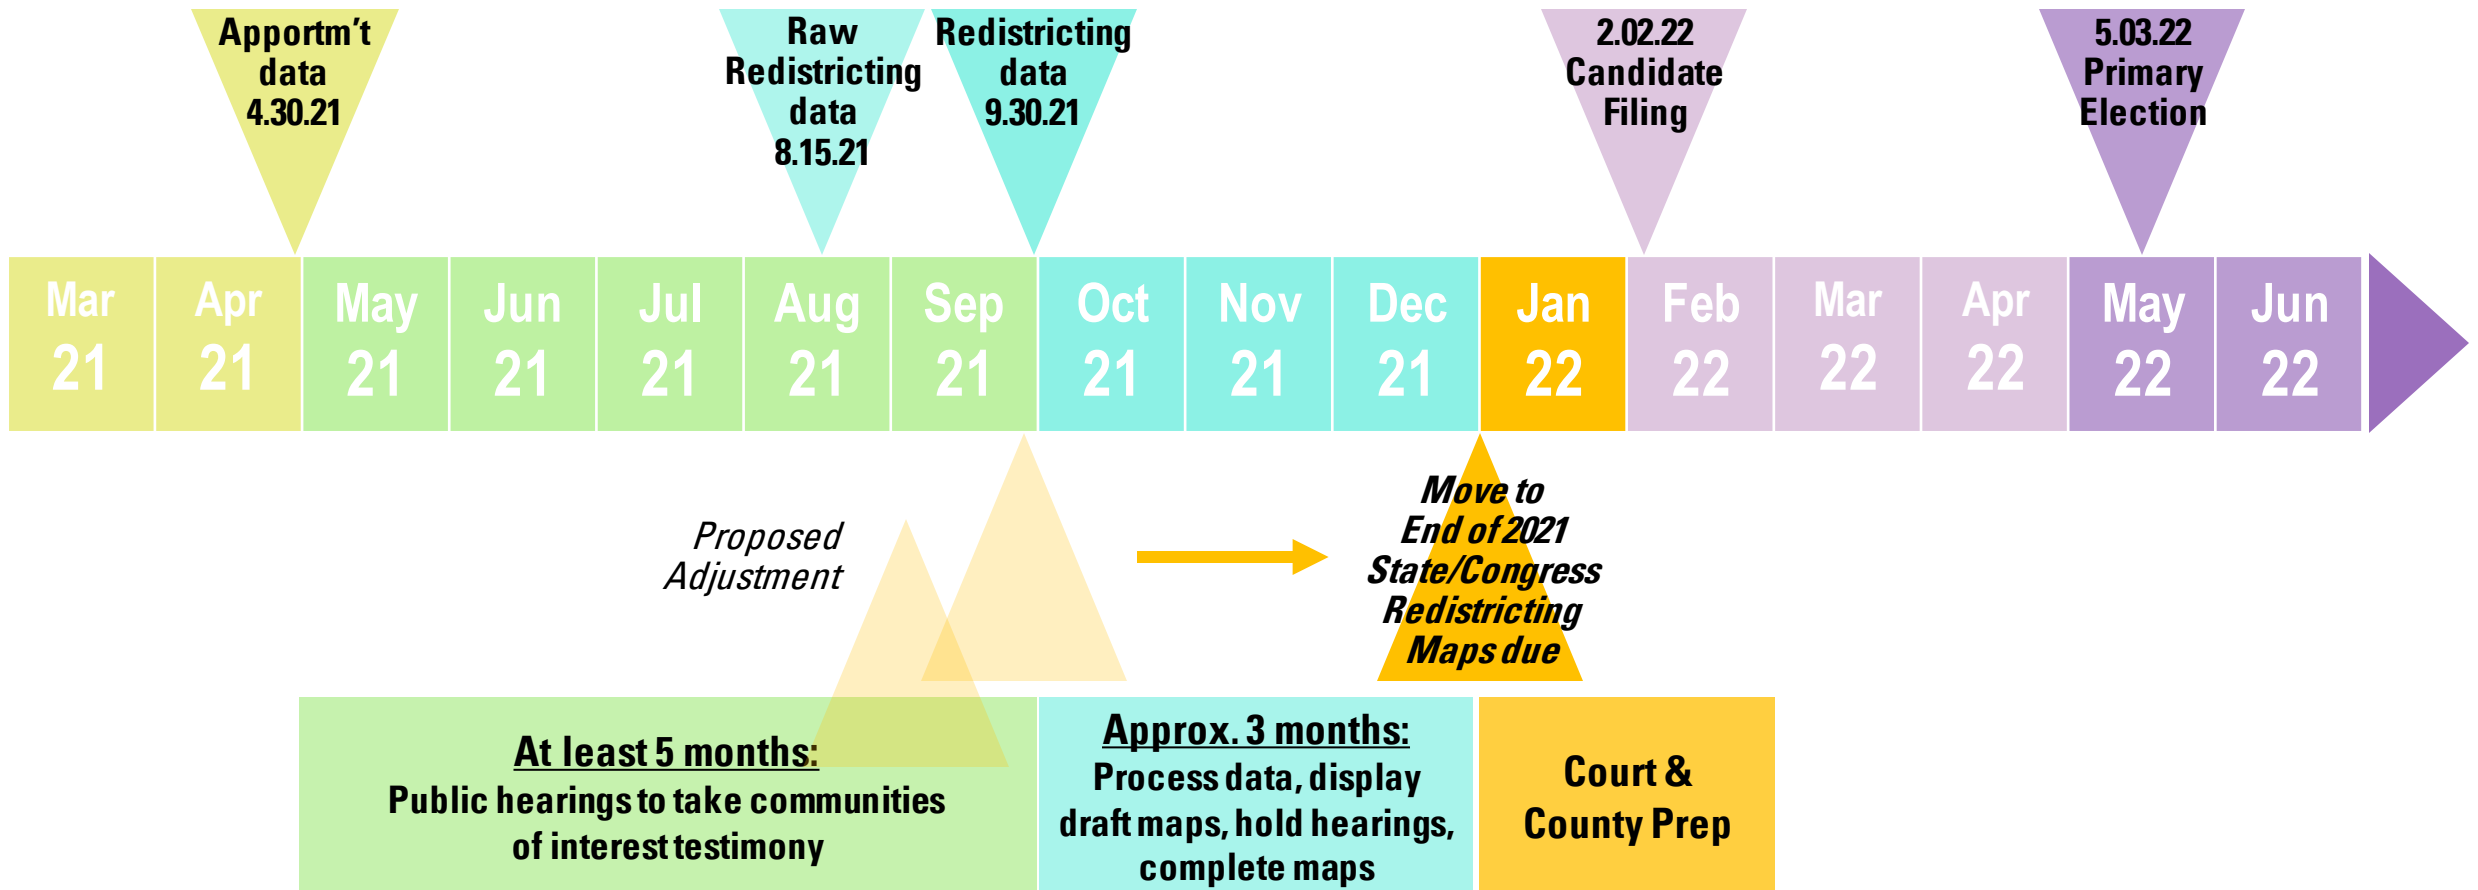 Apportm't
data
4.30.21
Raw
Redistricting
data
8.15.21
Redistricting
data
9.30.21
2.02.22
Candidate
Filing
5.03.22
Primary
Election
Mar
21
Apr
21
May
21
Jun
21
Jul
21
Aug
21
Sep
21
Oct
21
Nov
21
Dec
21
Jan
22
Feb
22
Mar
22
Apr
22
May
22
Jun
22
Proposed
Adjustment
Move to
End of 2021
State/Congress
Redistricting
Maps due
At least 5 months:
Public hearings to take communities
of interest testimony
Approx. 3 months:
Process data, display
draft maps, hold hearings,
complete maps
Court &
County Prep